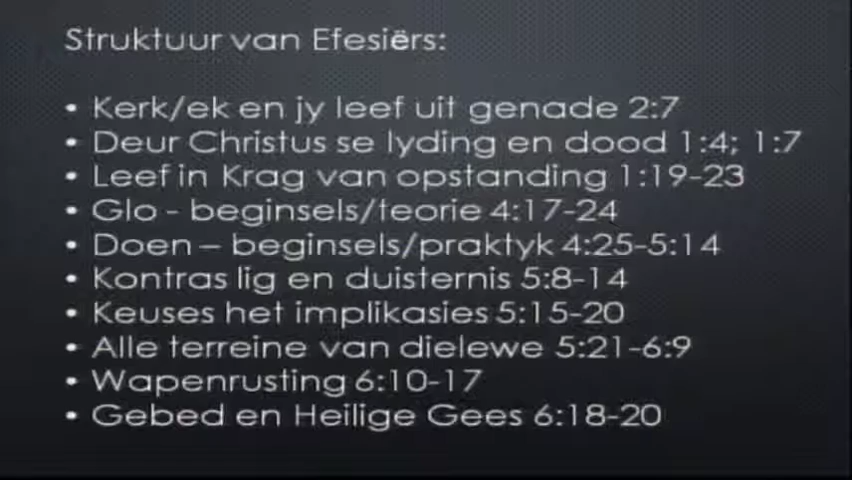 Struktuur van Efesiërs:
• Kerk/ek en jy leef uit genade 2:7
• Deur Christus se lyding en dood 1:4; 1:7
• Leef in Krag van opstanding 1:19-23
• Glo - beginsels/teorie 4:17-24
• Doen – beginsels/praktyk 4:25-5:14
• Kontras lig en duisternis 5:8-14
• Keuses het implikasies 5:15-20
• Alle terreine van dielewe 5:21-6:9
• Wapenrusting 6:10-17
• Gebed en Heilige Gees 6:18-20